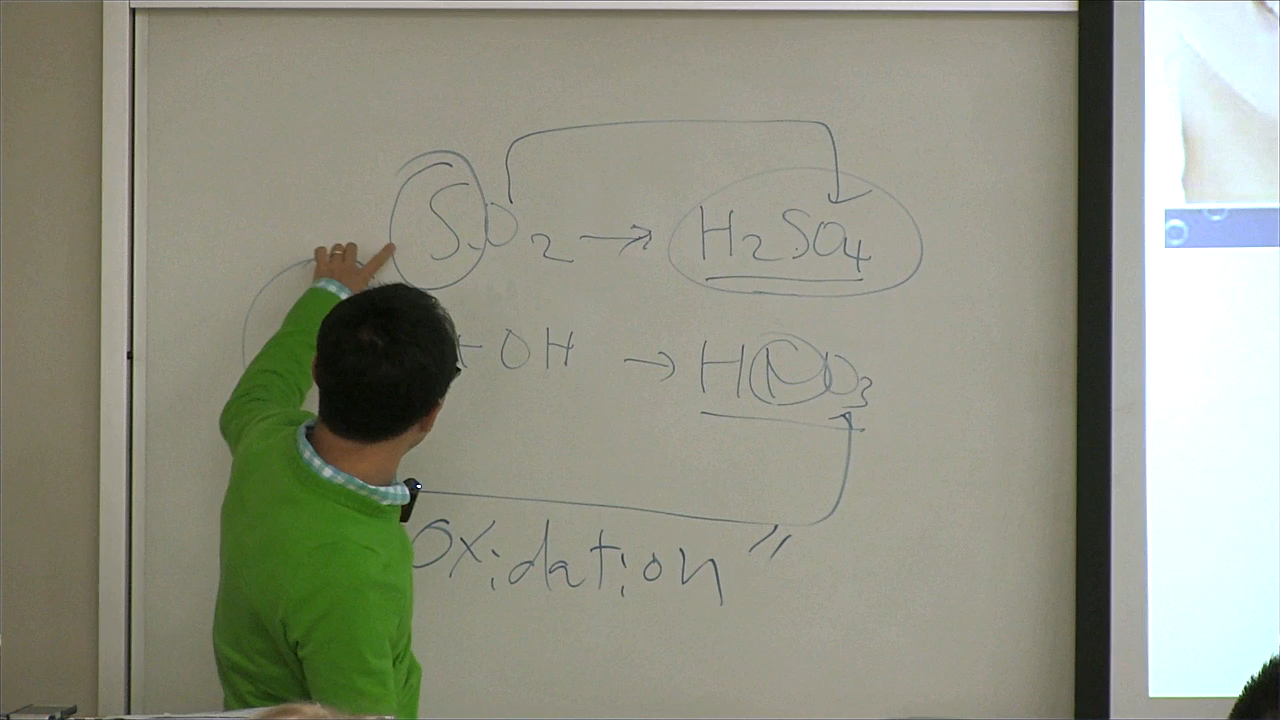 SO2 → H2SO4
+ OH → HNO3
Oxidation"